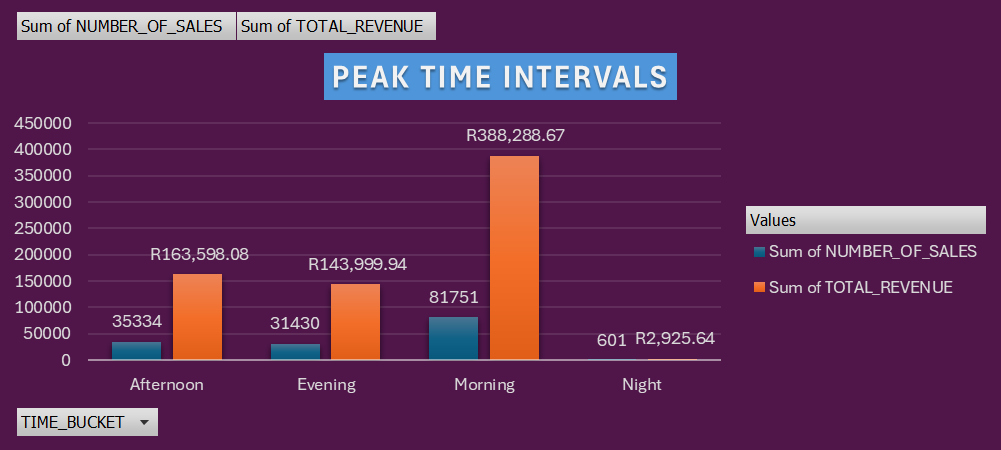 Sum of NUMBER_OF_SALES Sum of TOTAL_REVENUE
PEAK TIME INTERVALS
450000
400000
350000
300000
250000
200000
150000
100000
50000
0
35334
R163,598.08
31430
R143,999.94
81751
R388,288.67
601
R2,925.64
Afternoon Evening Morning Night
Values
Sum of NUMBER_OF_SALES
Sum of TOTAL_REVENUE
TIME_BUCKET